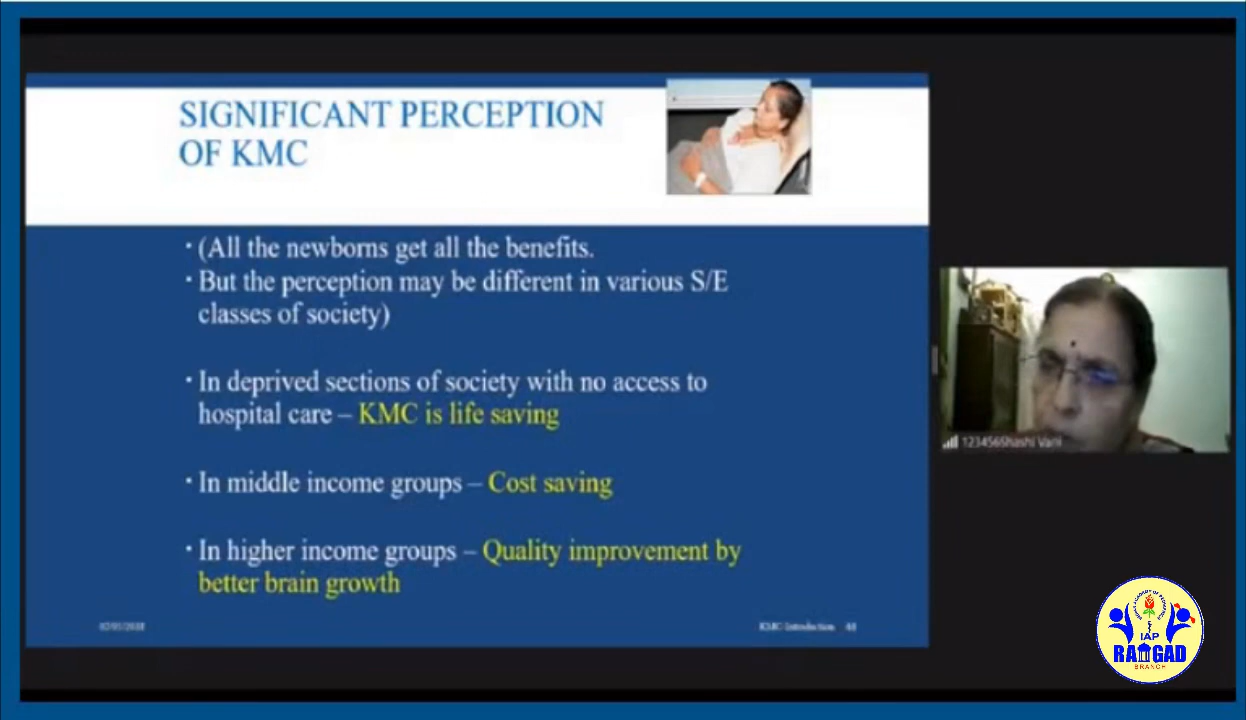 SIGNIFICANT PERCEPTION
OF KMC
• (All the newborns get all the benefits.
• But the perception may be different in various S/E
classes of society)
• In deprived sections of society with no access to
hospital care – KMC is life saving
• In middle income groups – Cost saving
• In higher income groups – Quality improvement by
better brain growth
KMC Introduction
123456Shashi Vani
IAP
RAIGAD
BRANCH